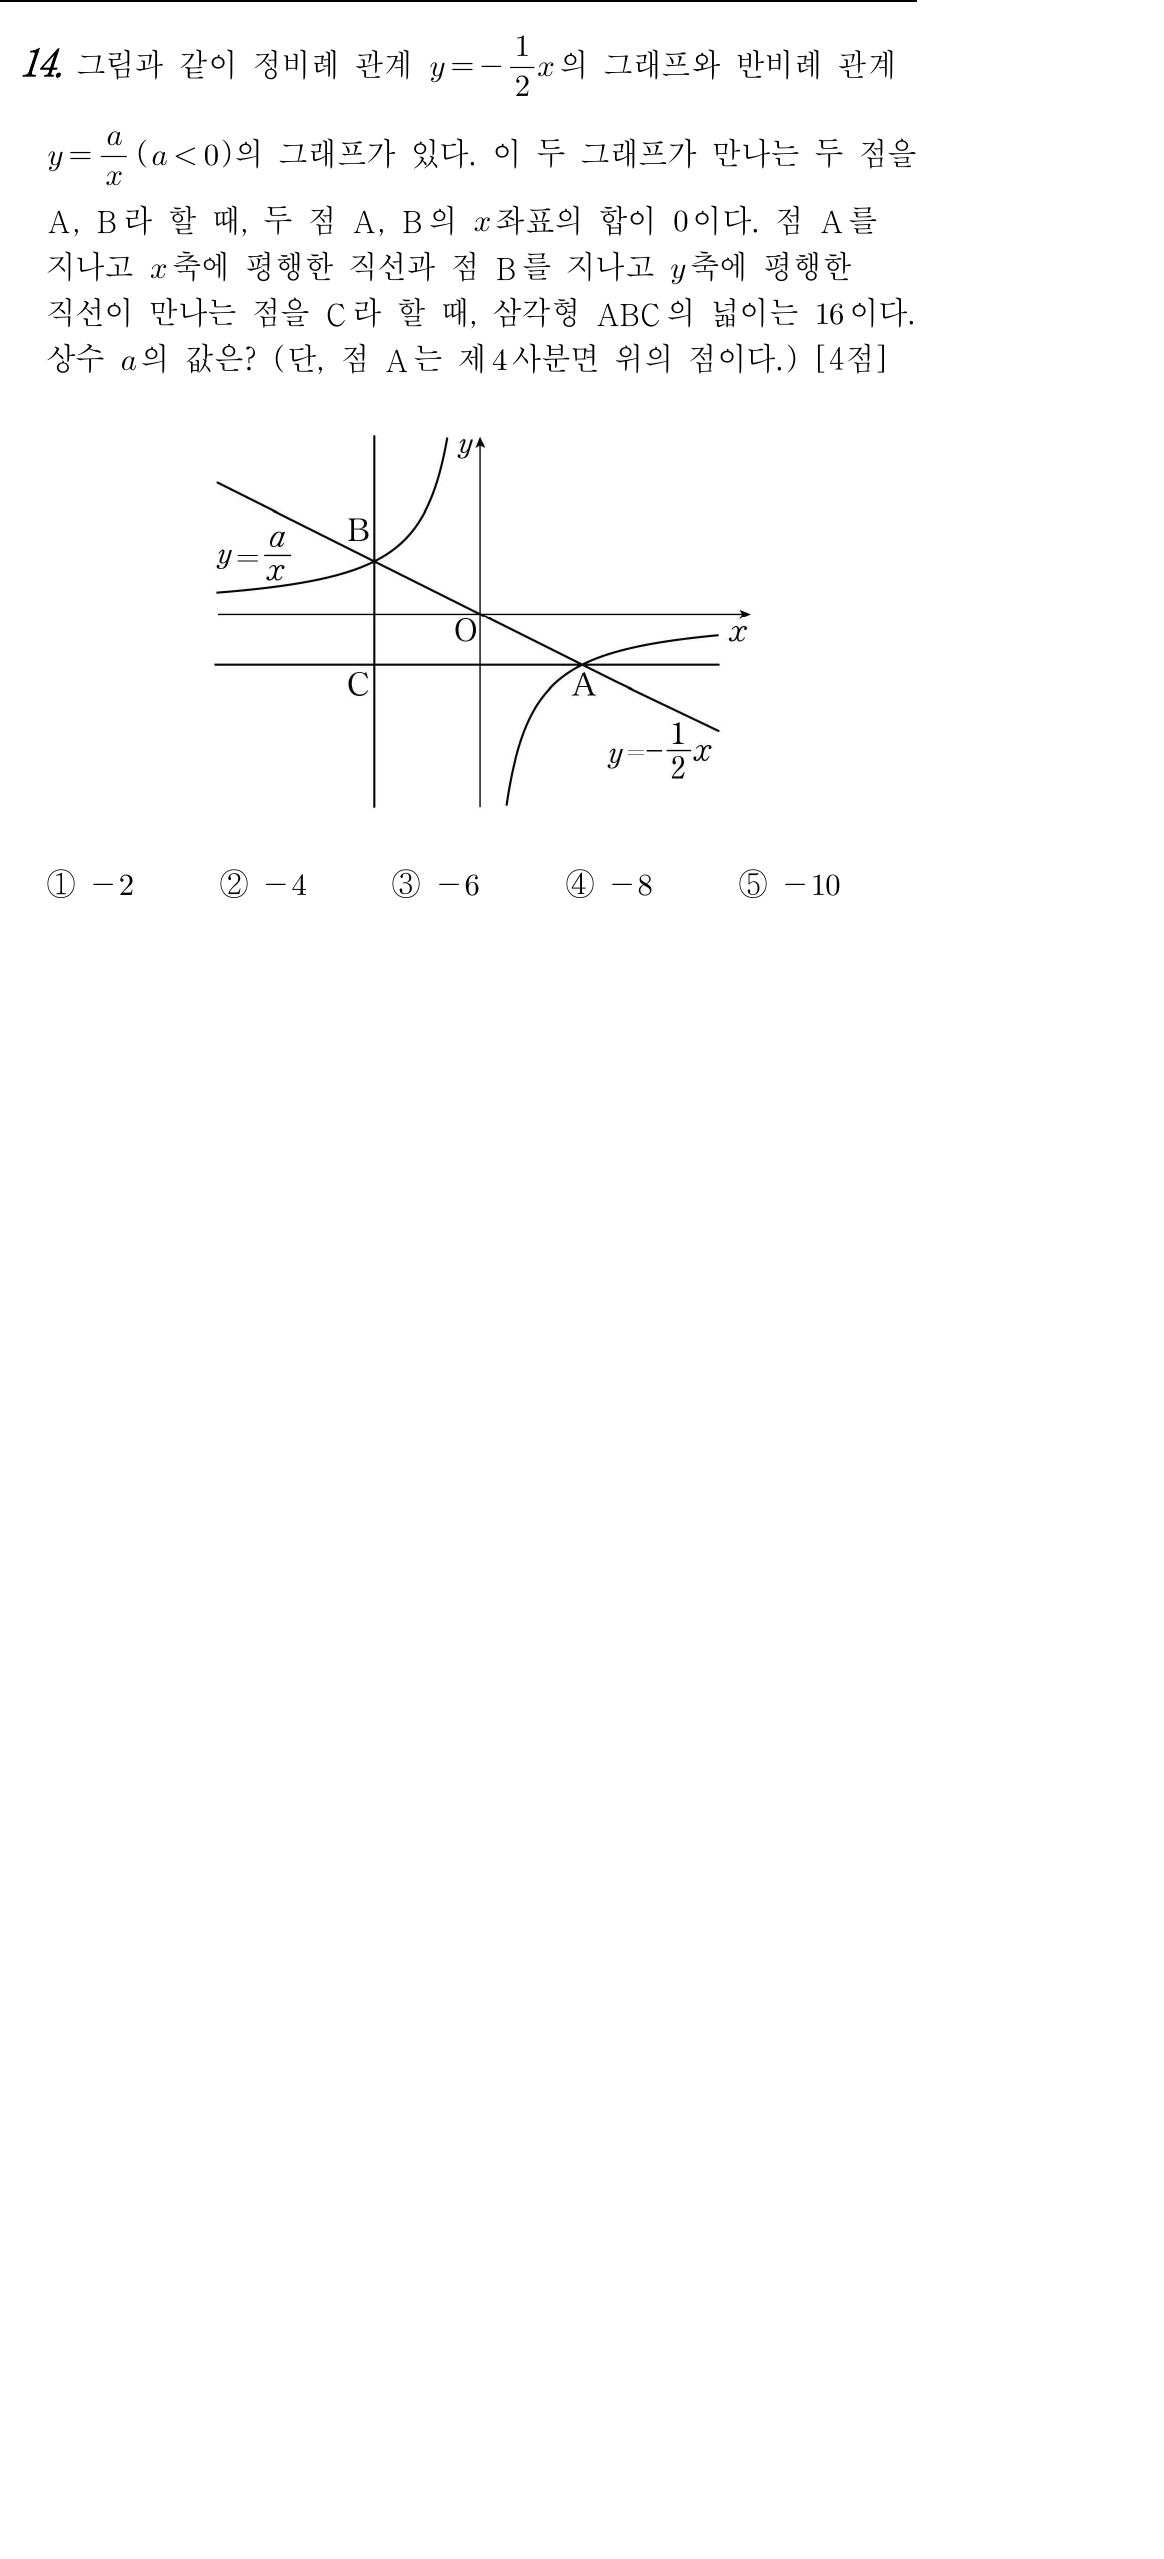 14. 그림과 같이 정비례 관계 y=-\frac{1}{2}x의 그래프와 반비례 관계
y=\frac{a}{x} (a<0)의 그래프가 있다. 이 두 그래프가 만나는 두 점을
A, B라 할 때, 두 점 A, B의 x좌표의 합이 0이다. 점 A를
지나고 x축에 평행한 직선과 점 B를 지나고 y축에 평행한
직선이 만나는 점을 C라 할 때, 삼각형 ABC의 넓이는 16이다.
상수 a의 값은? (단, 점 A는 제4사분면 위의 점이다.) [4점]
y
B
y=\frac{a}{x}
O
x
C
A
y=-\frac{1}{2}x
① -2 ② -4 ③ -6 ④ -8 ⑤ -10